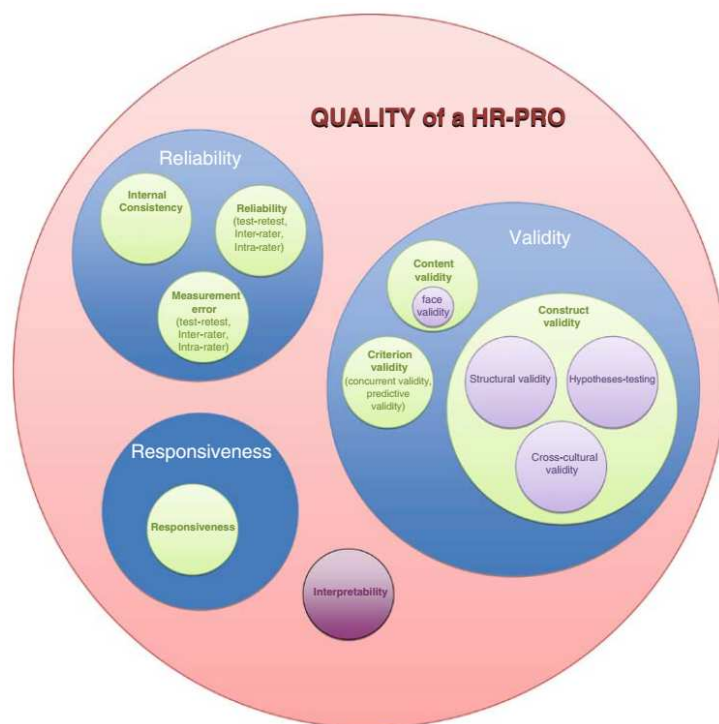 QUALITY of a HR-PRO
Reliability
Internal
Consistency
Reliability
(test-retest,
Inter-rater,
Intra-rater)
Measurement
error
(test-retest,
Inter-rater,
Intra-rater)
Validity
Content
validity
face
validity
Criterion
validity
(concurrent validity,
predictive
validity)
Construct
validity
Structural validity
Hypotheses-testing
Cross-cultural
validity
Responsiveness
Responsiveness
Interpretability